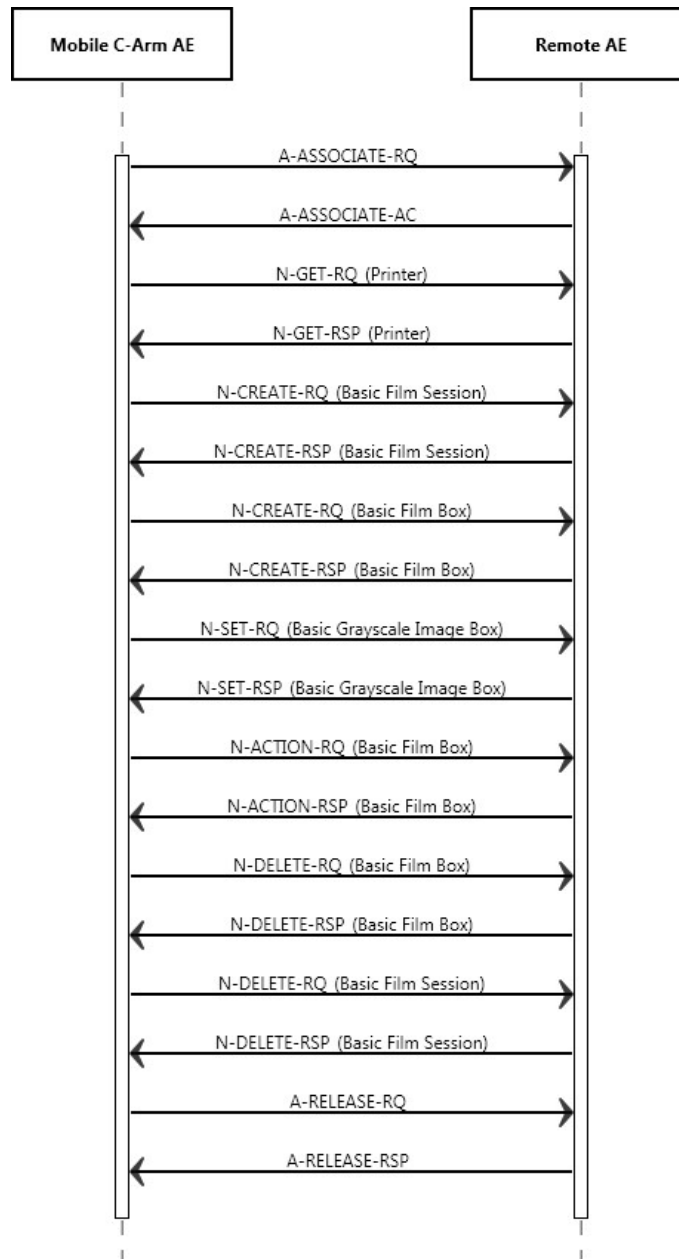 Mobile C-Arm AE
Remote AE
A-ASSOCIATE-RQ
A-ASSOCIATE-AC
N-GET-RQ (Printer)
N-GET-RSP (Printer)
N-CREATE-RQ (Basic Film Session)
N-CREATE-RSP (Basic Film Session)
N-CREATE-RQ (Basic Film Box)
N-CREATE-RSP (Basic Film Box)
N-SET-RQ (Basic Grayscale Image Box)
N-SET-RSP (Basic Grayscale Image Box)
N-ACTION-RQ (Basic Film Box)
N-ACTION-RSP (Basic Film Box)
N-DELETE-RQ (Basic Film Box)
N-DELETE-RSP (Basic Film Box)
N-DELETE-RQ (Basic Film Session)
N-DELETE-RSP (Basic Film Session)
A-RELEASE-RQ
A-RELEASE-RSP